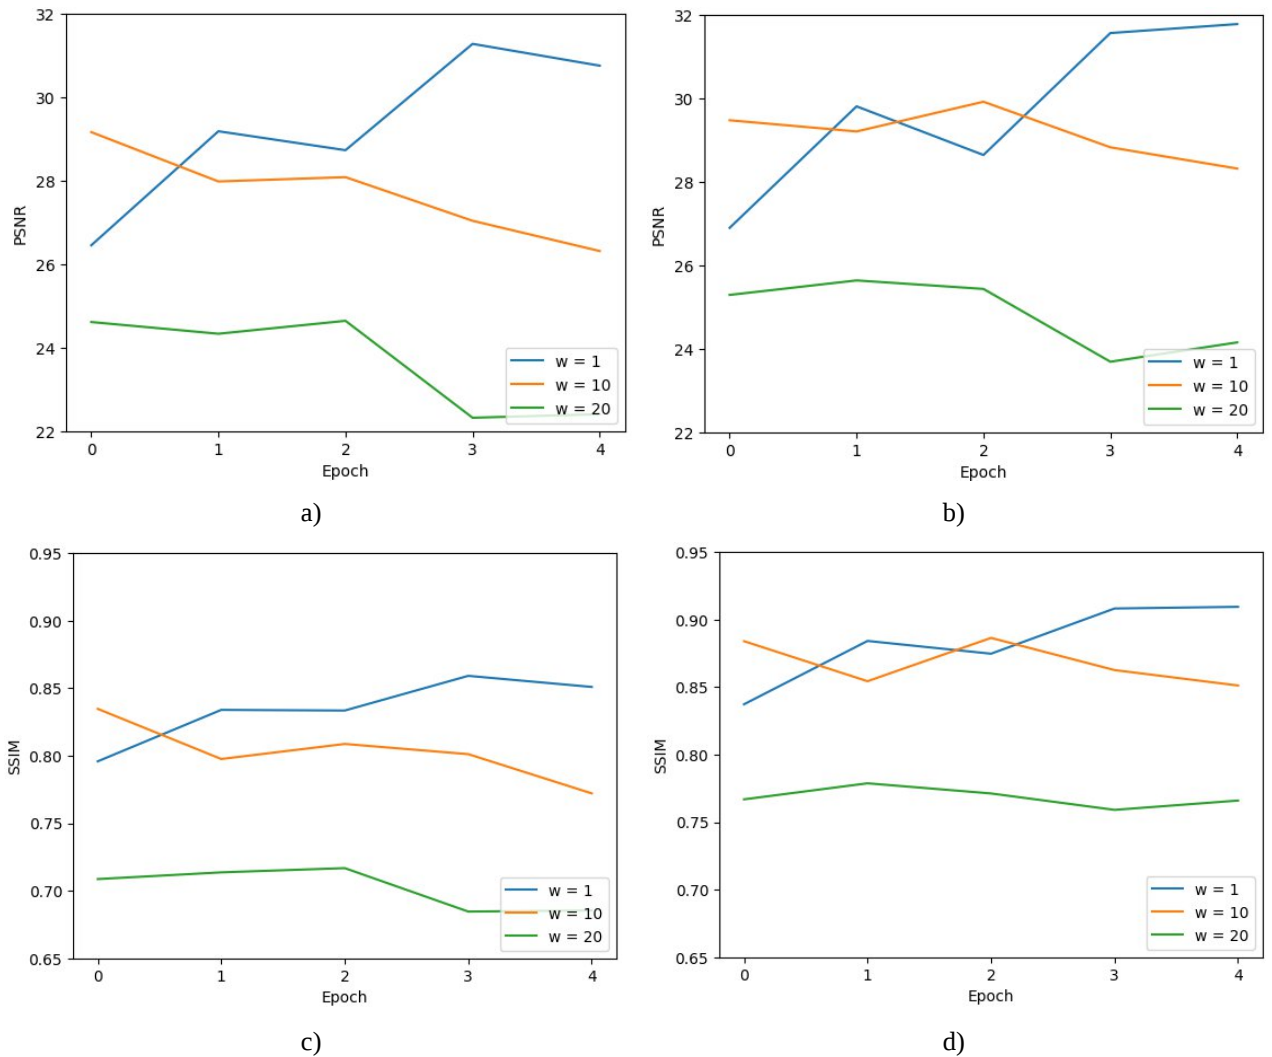 32
30
28
26
24
22
PSNR
0 1 2 3 4
Epoch
w = 1
w = 10
w = 20
a)
32
30
28
26
24
22
PSNR
0 1 2 3 4
Epoch
w = 1
w = 10
w = 20
b)
0.95
0.90
0.85
0.80
0.75
0.70
0.65
SSIM
0 1 2 3 4
Epoch
w = 1
w = 10
w = 20
c)
0.95
0.90
0.85
0.80
0.75
0.70
0.65
SSIM
0 1 2 3 4
Epoch
w = 1
w = 10
w = 20
d)